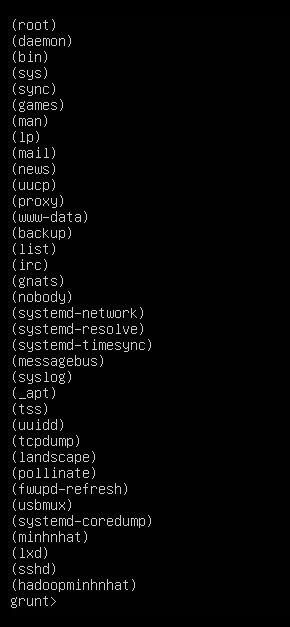 (root)
(daemon)
(bin)
(sys)
(sync)
(games)
(man)
(lp)
(mail)
(news)
(uucp)
(proxy)
(www-data)
(backup)
(list)
(irc)
(gnats)
(nobody)
(systemd-network)
(systemd-resolve)
(systemd-timesync)
(messagebus)
(syslog)
(_apt)
(tss)
(uuidd)
(tcpdump)
(landscape)
(pollinate)
(fwupd-refresh)
(usbmux)
(systemd-coredump)
(minhnhat)
(lxd)
(sshd)
(hadoopminhnhat)
grunt>